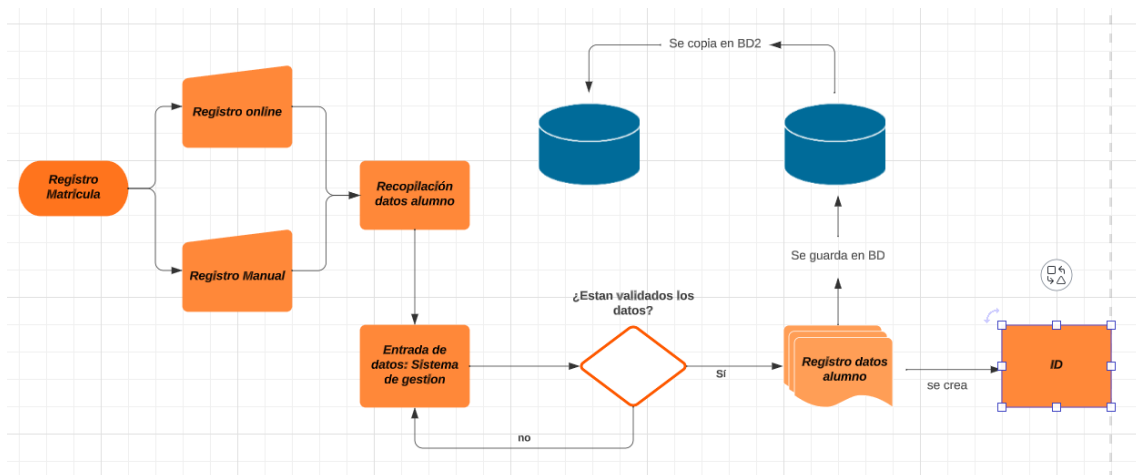 Se copia en BD2
Registro online
Registro
Matricula
Recopilación
datos alumno
Registro Manual
Se guarda en BD
¿Estan validados los
datos?
Entrada de
datos: Sistema
de gestion
Sí
Registro datos
alumno
se crea
ID
no